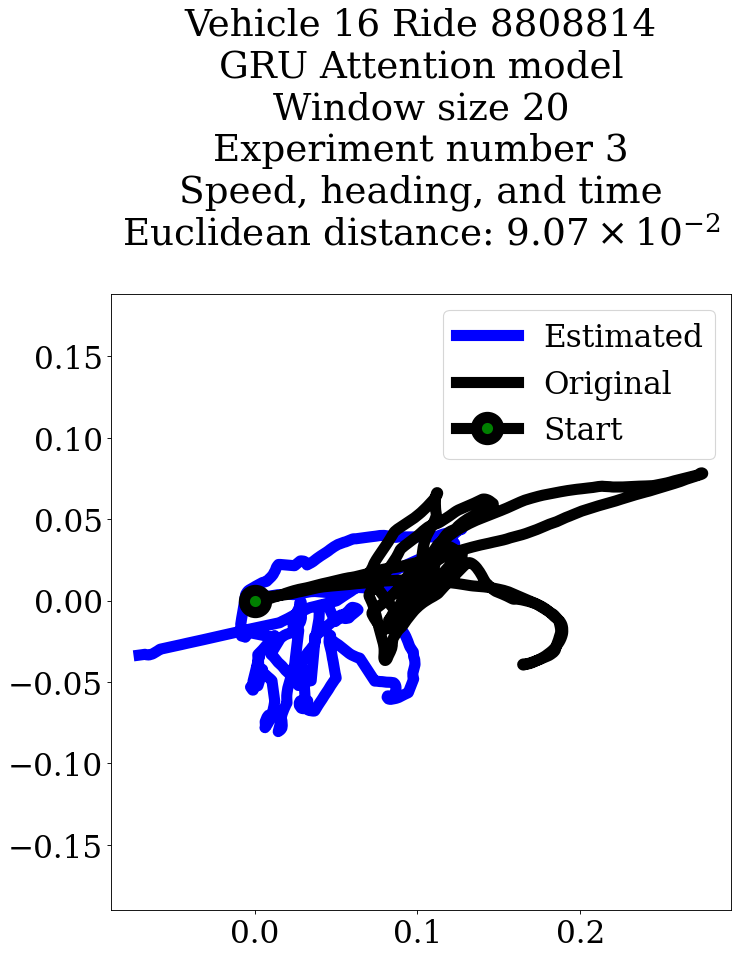 Vehicle 16 Ride 8808814
GRU Attention model
Window size 20
Experiment number 3
Speed, heading, and time
Euclidean distance: 9.07 × 10⁻²
Estimated
Original
Start
0.15
0.10
0.05
0.00
−0.05
−0.10
−0.15
0.0 0.1 0.2